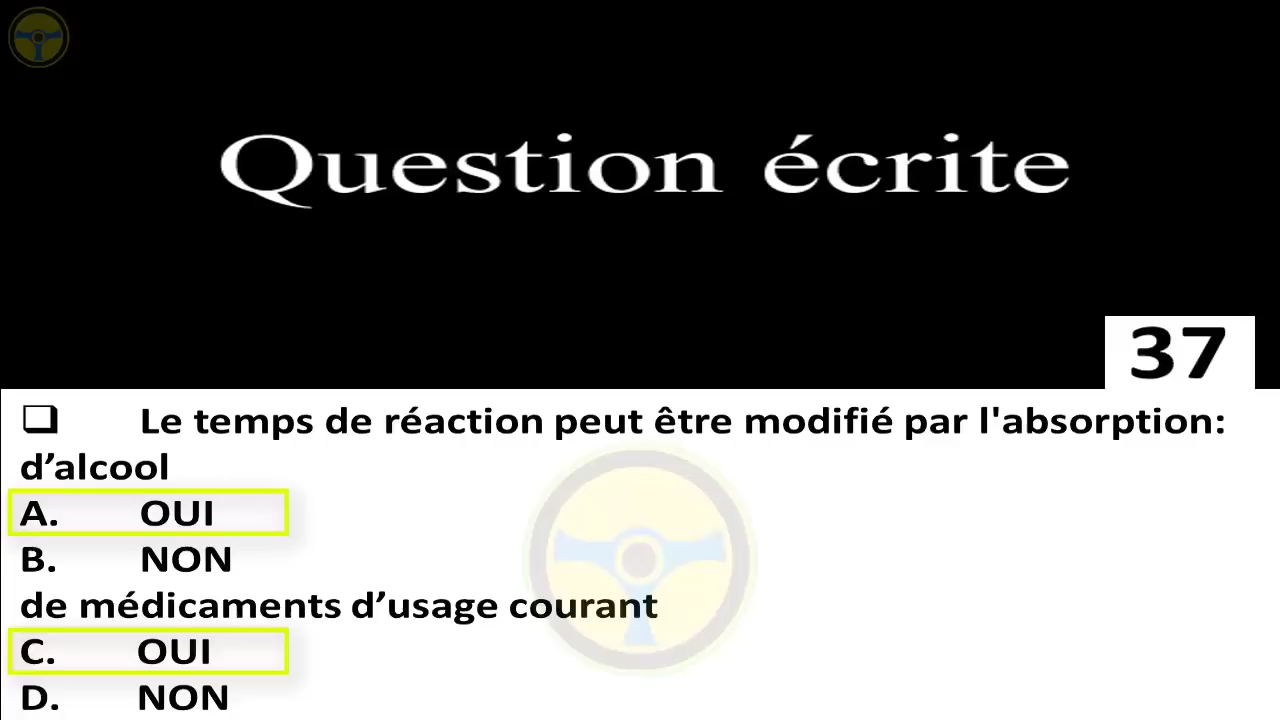 Question écrite
37
❑ Le temps de réaction peut être modifié par l'absorption:
d’alcool
A. OUI
B. NON
de médicaments d’usage courant
C. OUI
D. NON